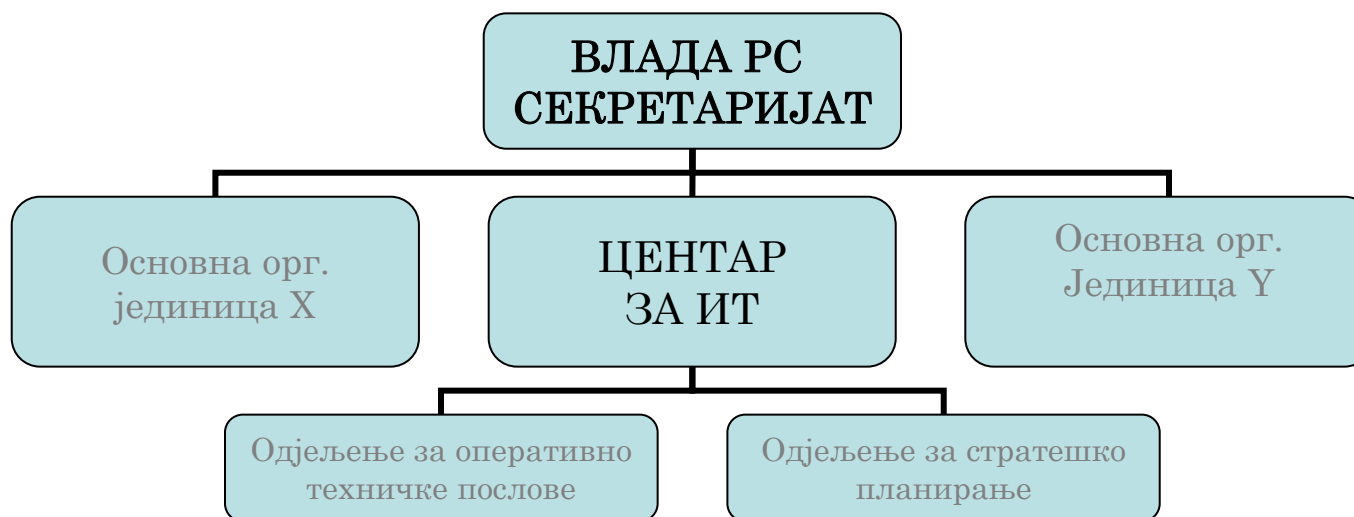 ВЛАДА РС
СЕКРЕТАРИЈАТ
Основна орг.
јединица X
ЦЕНТАР
ЗА ИТ
Основна орг.
Јединица Y
Одјељење за оперативно
техничке послове
Одјељење за стратешко
планирање